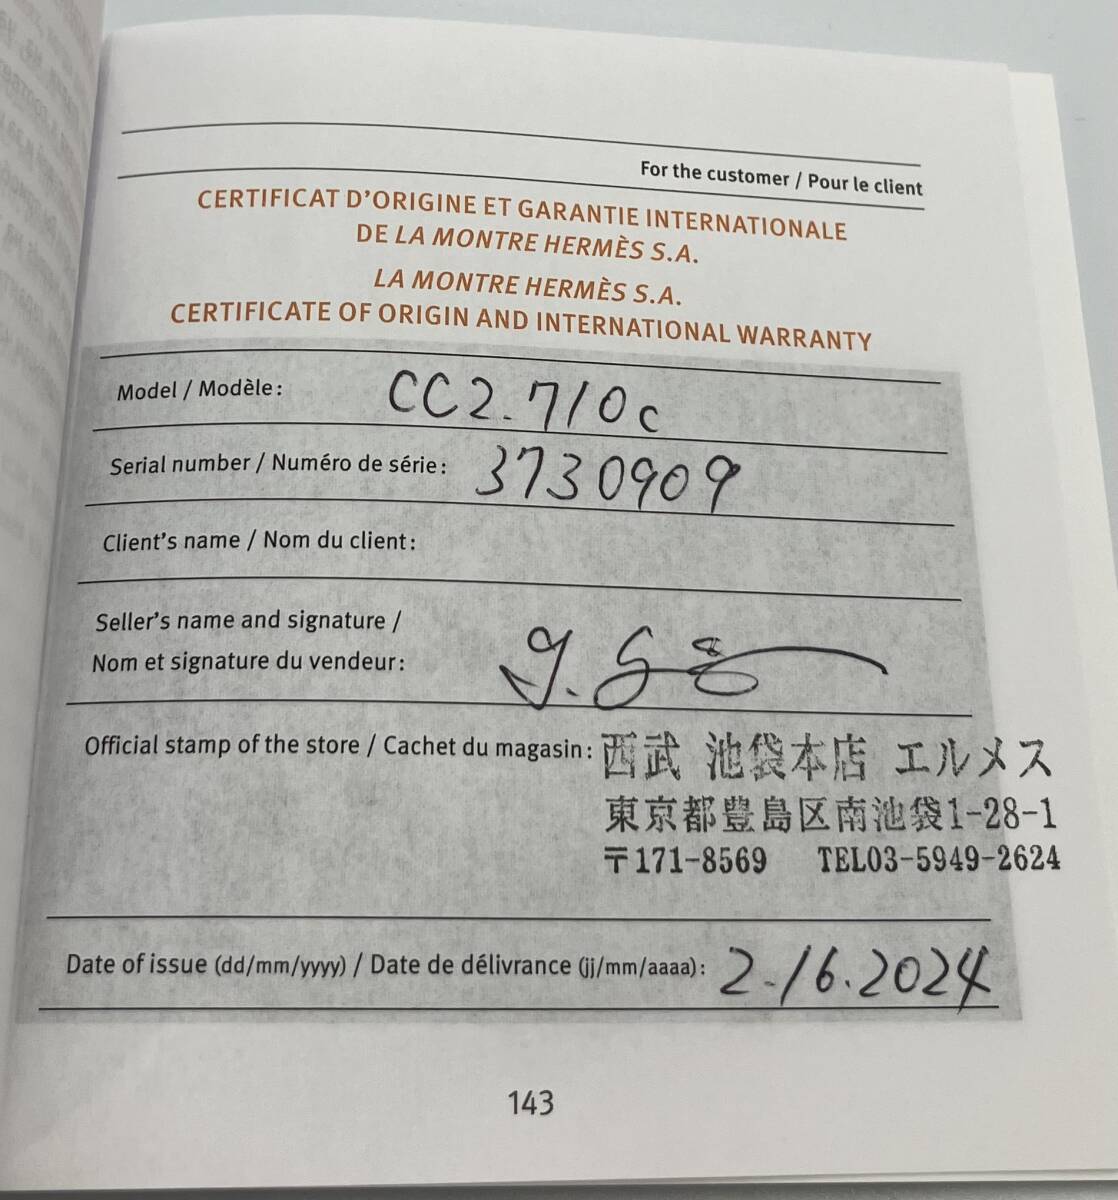 For the customer / Pour le client
CERTIFICAT D'ORIGINE ET GARANTIE INTERNATIONALE
DE LA MONTRE HERMÈS S.A.
LA MONTRE HERMÈS S.A.
CERTIFICATE OF ORIGIN AND INTERNATIONAL WARRANTY
Model / Modèle: CC2.710c
Serial number / Numéro de série: 3730909
Client's name / Nom du client:
Seller's name and signature /
Nom et signature du vendeur:
Official stamp of the store / Cachet du magasin: 西武 池袋本店 エルメス
東京都豊島区南池袋1-28-1
〒171-8569 TEL03-5949-2624
Date of issue (dd/mm/yyyy) / Date de délivrance (jj/mm/aaaa): 2.16.2024
143